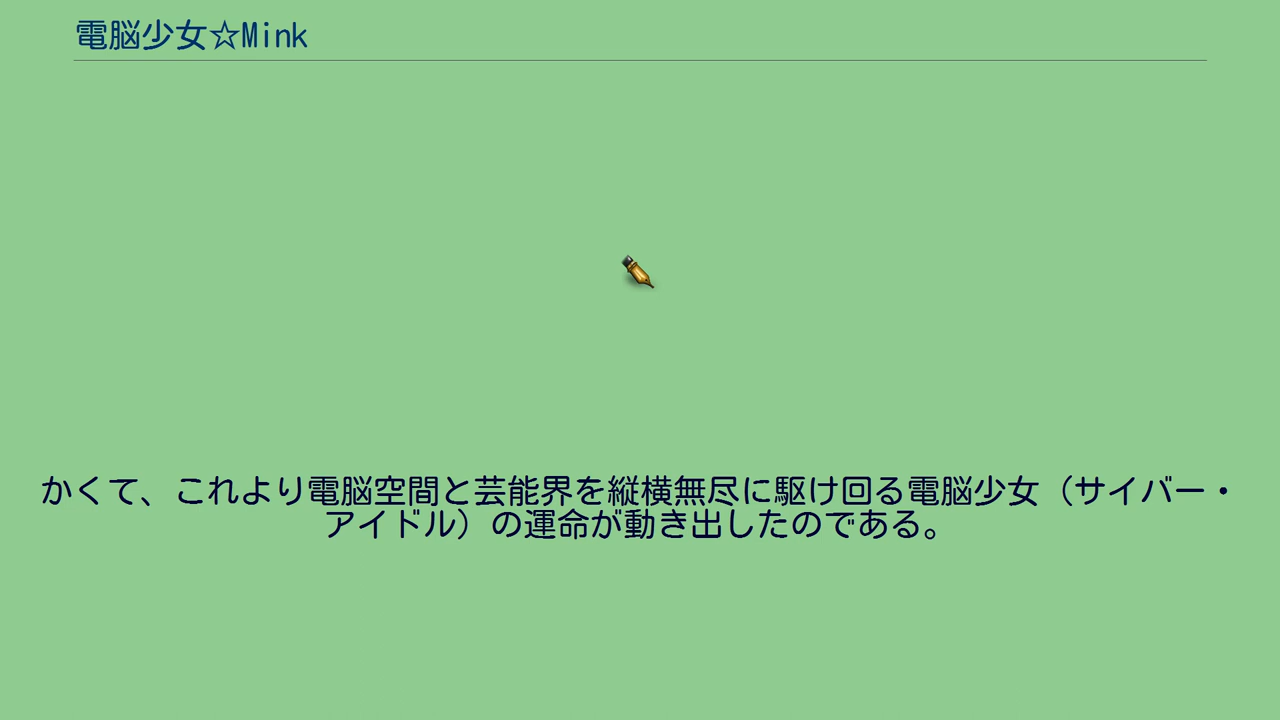 電脳少女☆Mink
かくて、これより電脳空間と芸能界を縦横無尽に駆け回る電脳少女（サイバー・
アイドル）の運命が動き出したのである。